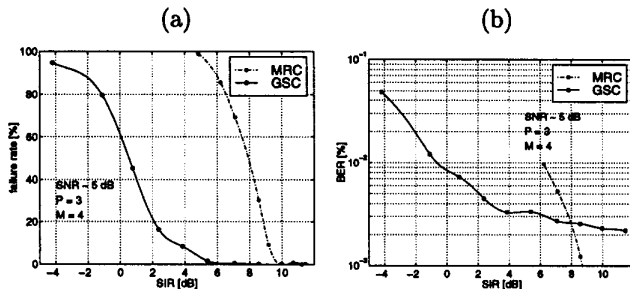 (a)
(b)
100
80
60
40
20
0
failure rate [%]
−4 −2 0 2 4 6 8 10
SIR [dB]
MRC
GSC
SNR − 5 dB
P = 3
M = 4
10⁻¹
10⁻²
10⁻³
BER [%]
−4 −2 0 2 4 6 8 10
SIR [dB]
MRC
GSC
SNR − 5 dB
P = 3
M = 4